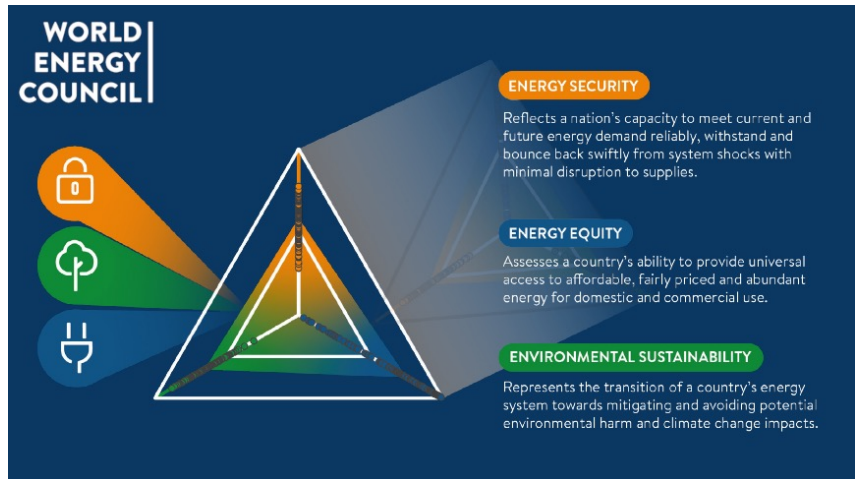 WORLD
ENERGY
COUNCIL
ENERGY SECURITY
Reflects a nation's capacity to meet current and
future energy demand reliably, withstand and
bounce back swiftly from system shocks with
minimal disruption to supplies.
ENERGY EQUITY
Assesses a country's ability to provide universal
access to affordable, fairly priced and abundant
energy for domestic and commercial use.
ENVIRONMENTAL SUSTAINABILITY
Represents the transition of a country's energy
system towards mitigating and avoiding potential
environmental harm and climate change impacts.